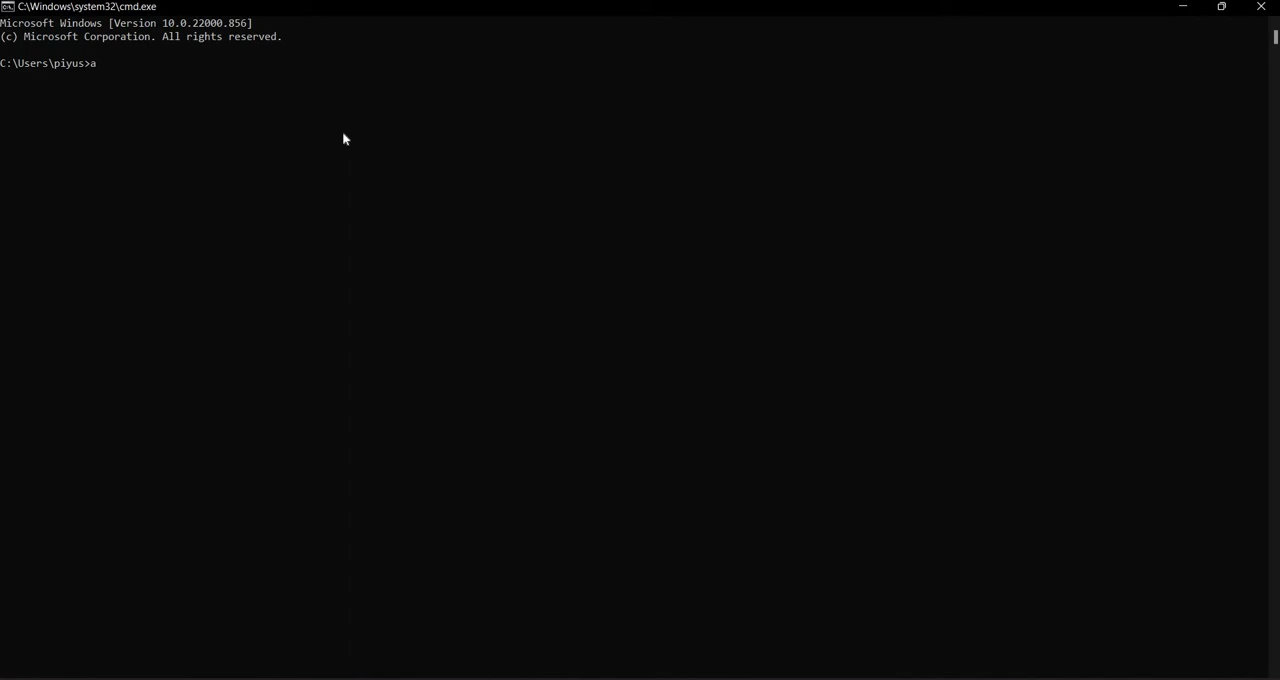 C:\Windows\system32\cmd.exe
Microsoft Windows [Version 10.0.22000.856]
(c) Microsoft Corporation. All rights reserved.
C:\Users\piyus>a